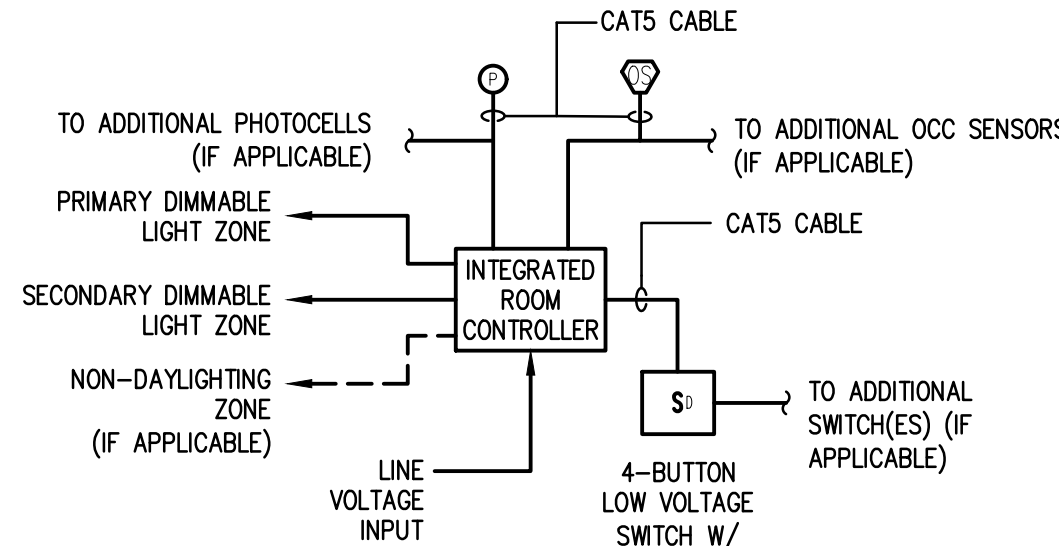 CAT5 CABLE
P
OS
TO ADDITIONAL PHOTOCELLS
(IF APPLICABLE)
TO ADDITIONAL OCC SENSORS
(IF APPLICABLE)
PRIMARY DIMMABLE
LIGHT ZONE
CAT5 CABLE
SECONDARY DIMMABLE
LIGHT ZONE
INTEGRATED
ROOM
CONTROLLER
NON-DAYLIGHTING
ZONE
(IF APPLICABLE)
SD
TO ADDITIONAL
SWITCH(ES) (IF
APPLICABLE)
LINE
VOLTAGE
INPUT
4-BUTTON
LOW VOLTAGE
SWITCH W/